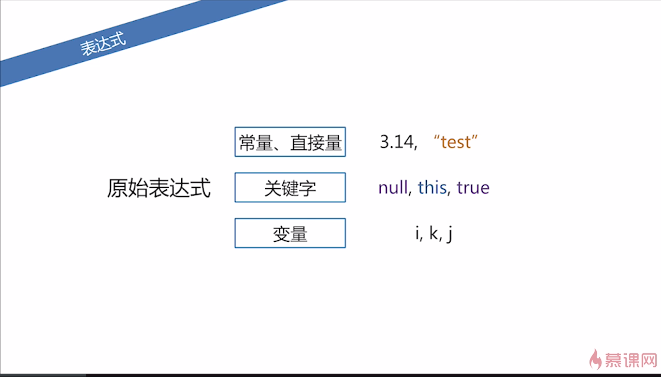 表达式
常量、直接量 3.14, “test”
原始表达式 关键字 null, this, true
变量 i, k, j
慕课网